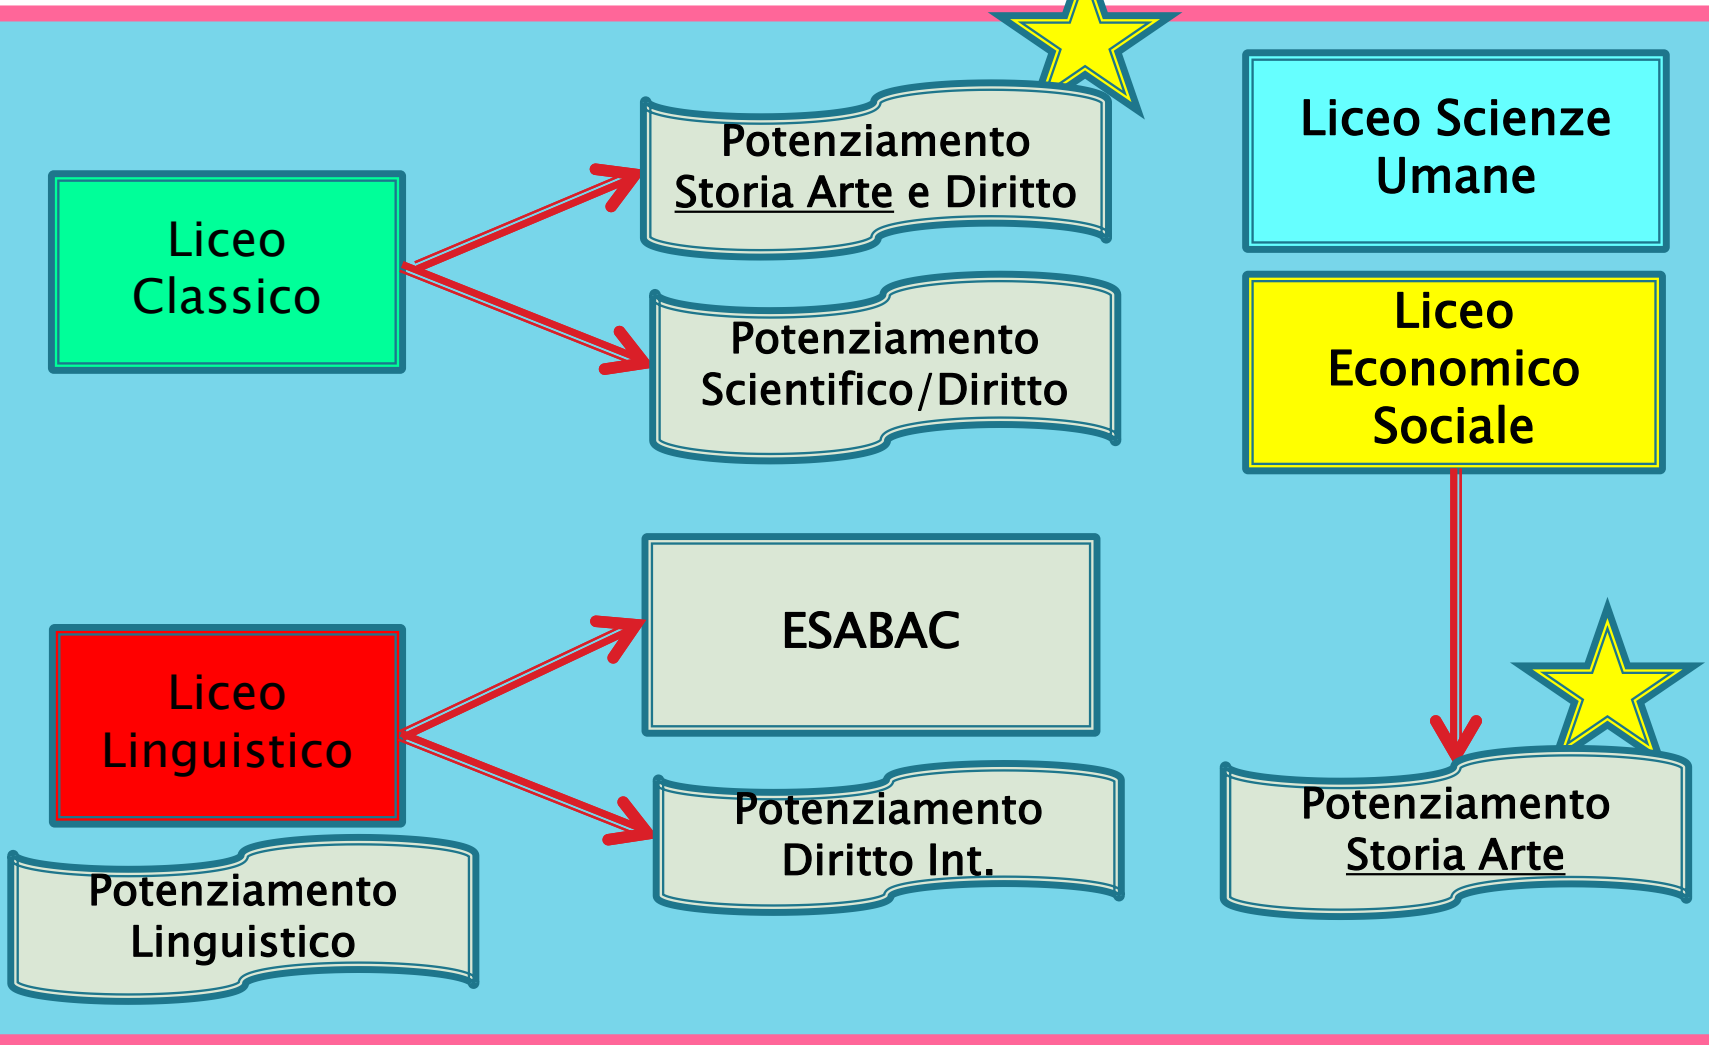 Liceo
Classico
Potenziamento
Storia Arte e Diritto
Potenziamento
Scientifico/Diritto
Liceo Scienze
Umane
Liceo
Economico
Sociale
Liceo
Linguistico
Potenziamento
Linguistico
ESABAC
Potenziamento
Diritto Int.
Potenziamento
Storia Arte